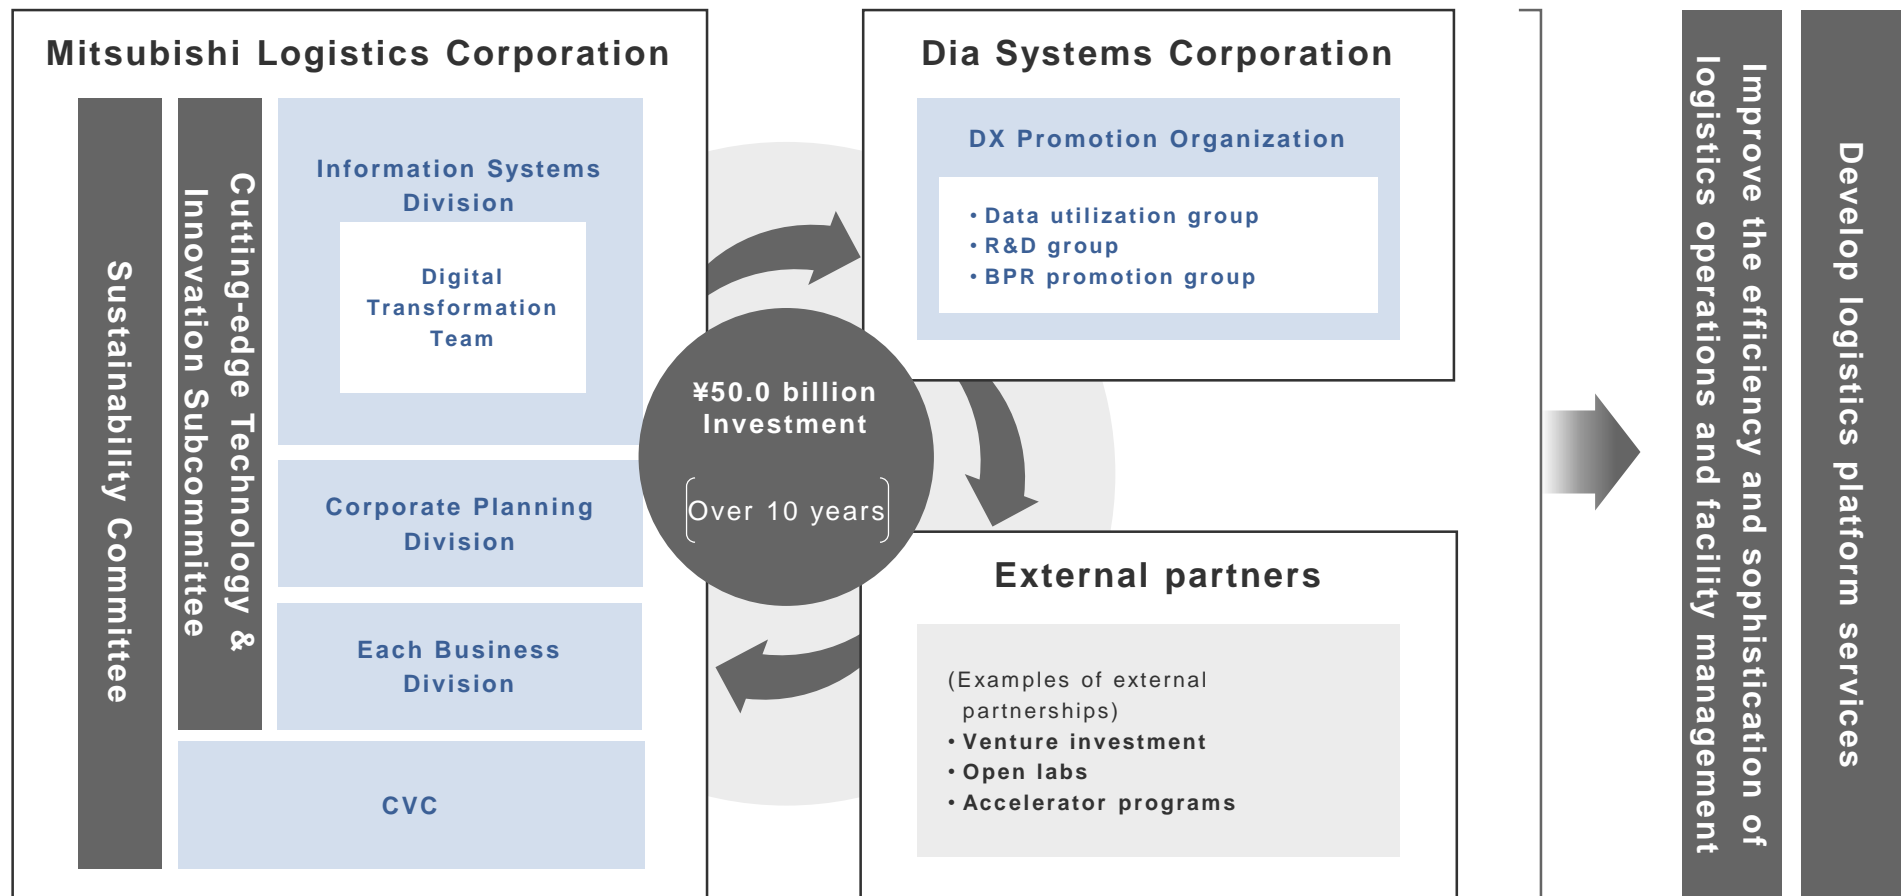 Mitsubishi Logistics Corporation
Sustainability Committee
Cutting-edge Technology &
Innovation Subcommittee
Information Systems
Division
Digital
Transformation
Team
Corporate Planning
Division
Each Business
Division
CVC
¥50.0 billion
Investment
Over 10 years
Dia Systems Corporation
DX Promotion Organization
・Data utilization group
・R&D group
・BPR promotion group
External partners
(Examples of external
partnerships)
・Venture investment
・Open labs
・Accelerator programs
Improve the efficiency and sophistication of
logistics operations and facility management
Develop logistics platform services